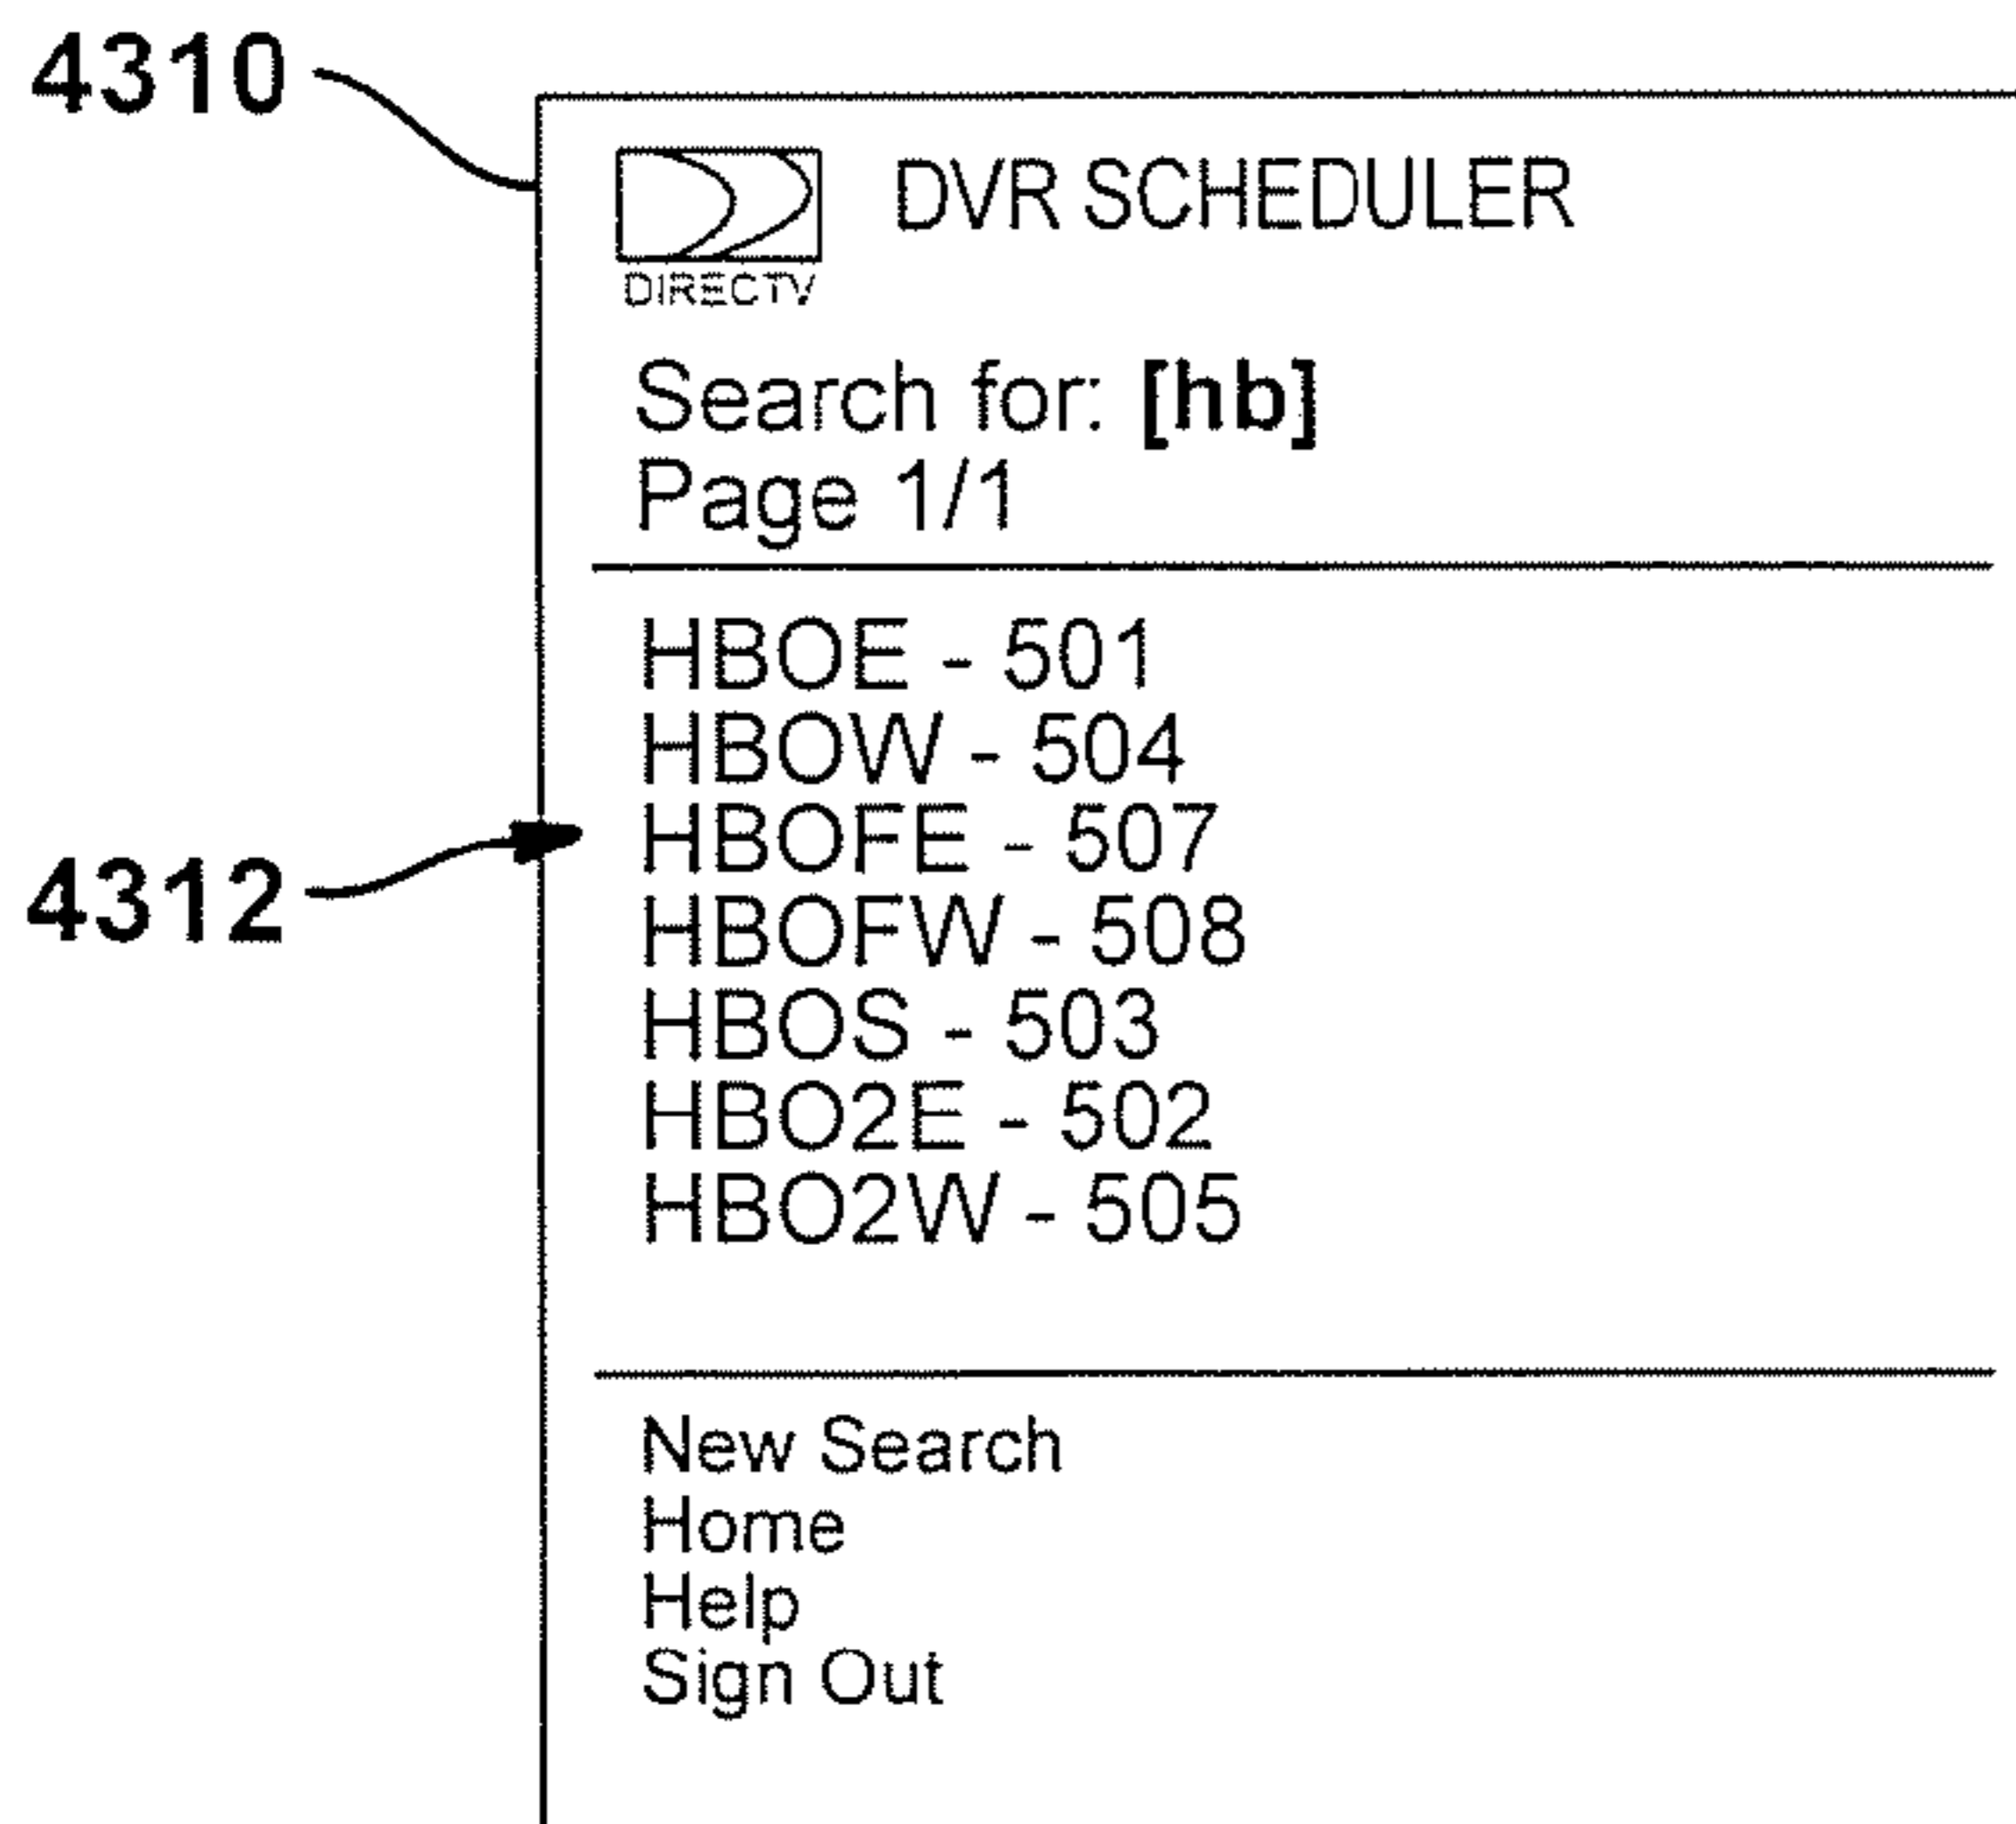 4310
DVR SCHEDULER
DIRECTV
Search for: [hb]
Page 1/1
HBOE - 501
HBOW - 504
HBOFE - 507
4312
HBOFW - 508
HBOS - 503
HBO2E - 502
HBO2W - 505
New Search
Home
Help
Sign Out